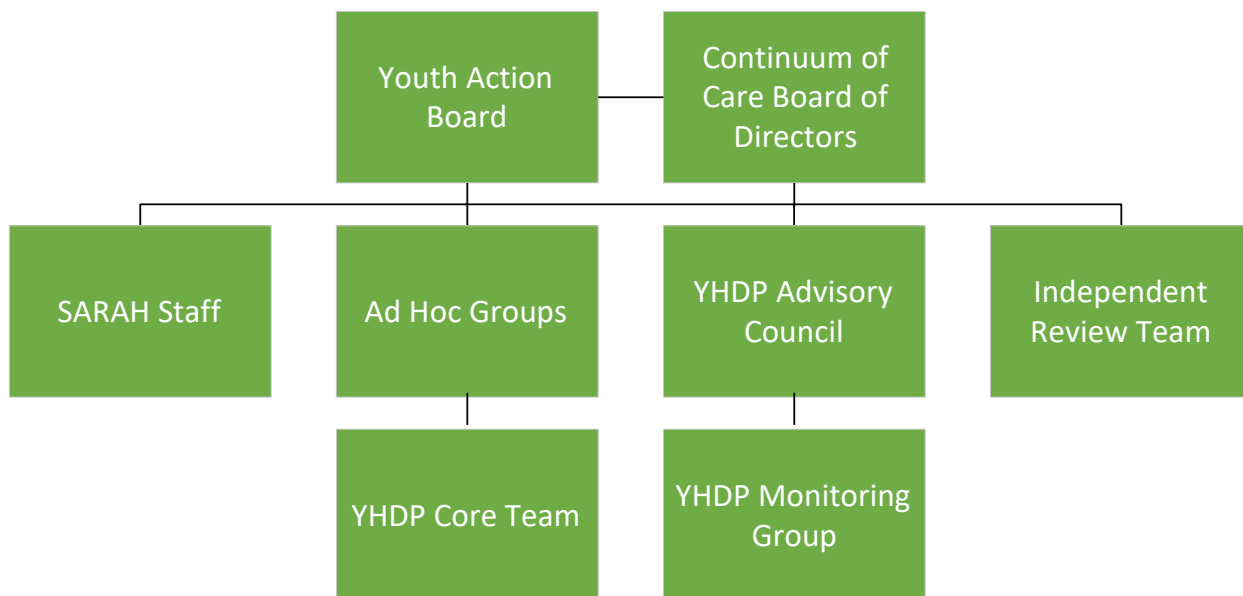 Youth Action
Board
Continuum of
Care Board of
Directors
SARAH Staff
Ad Hoc Groups
YHDP Advisory
Council
Independent
Review Team
YHDP Core Team
YHDP Monitoring
Group